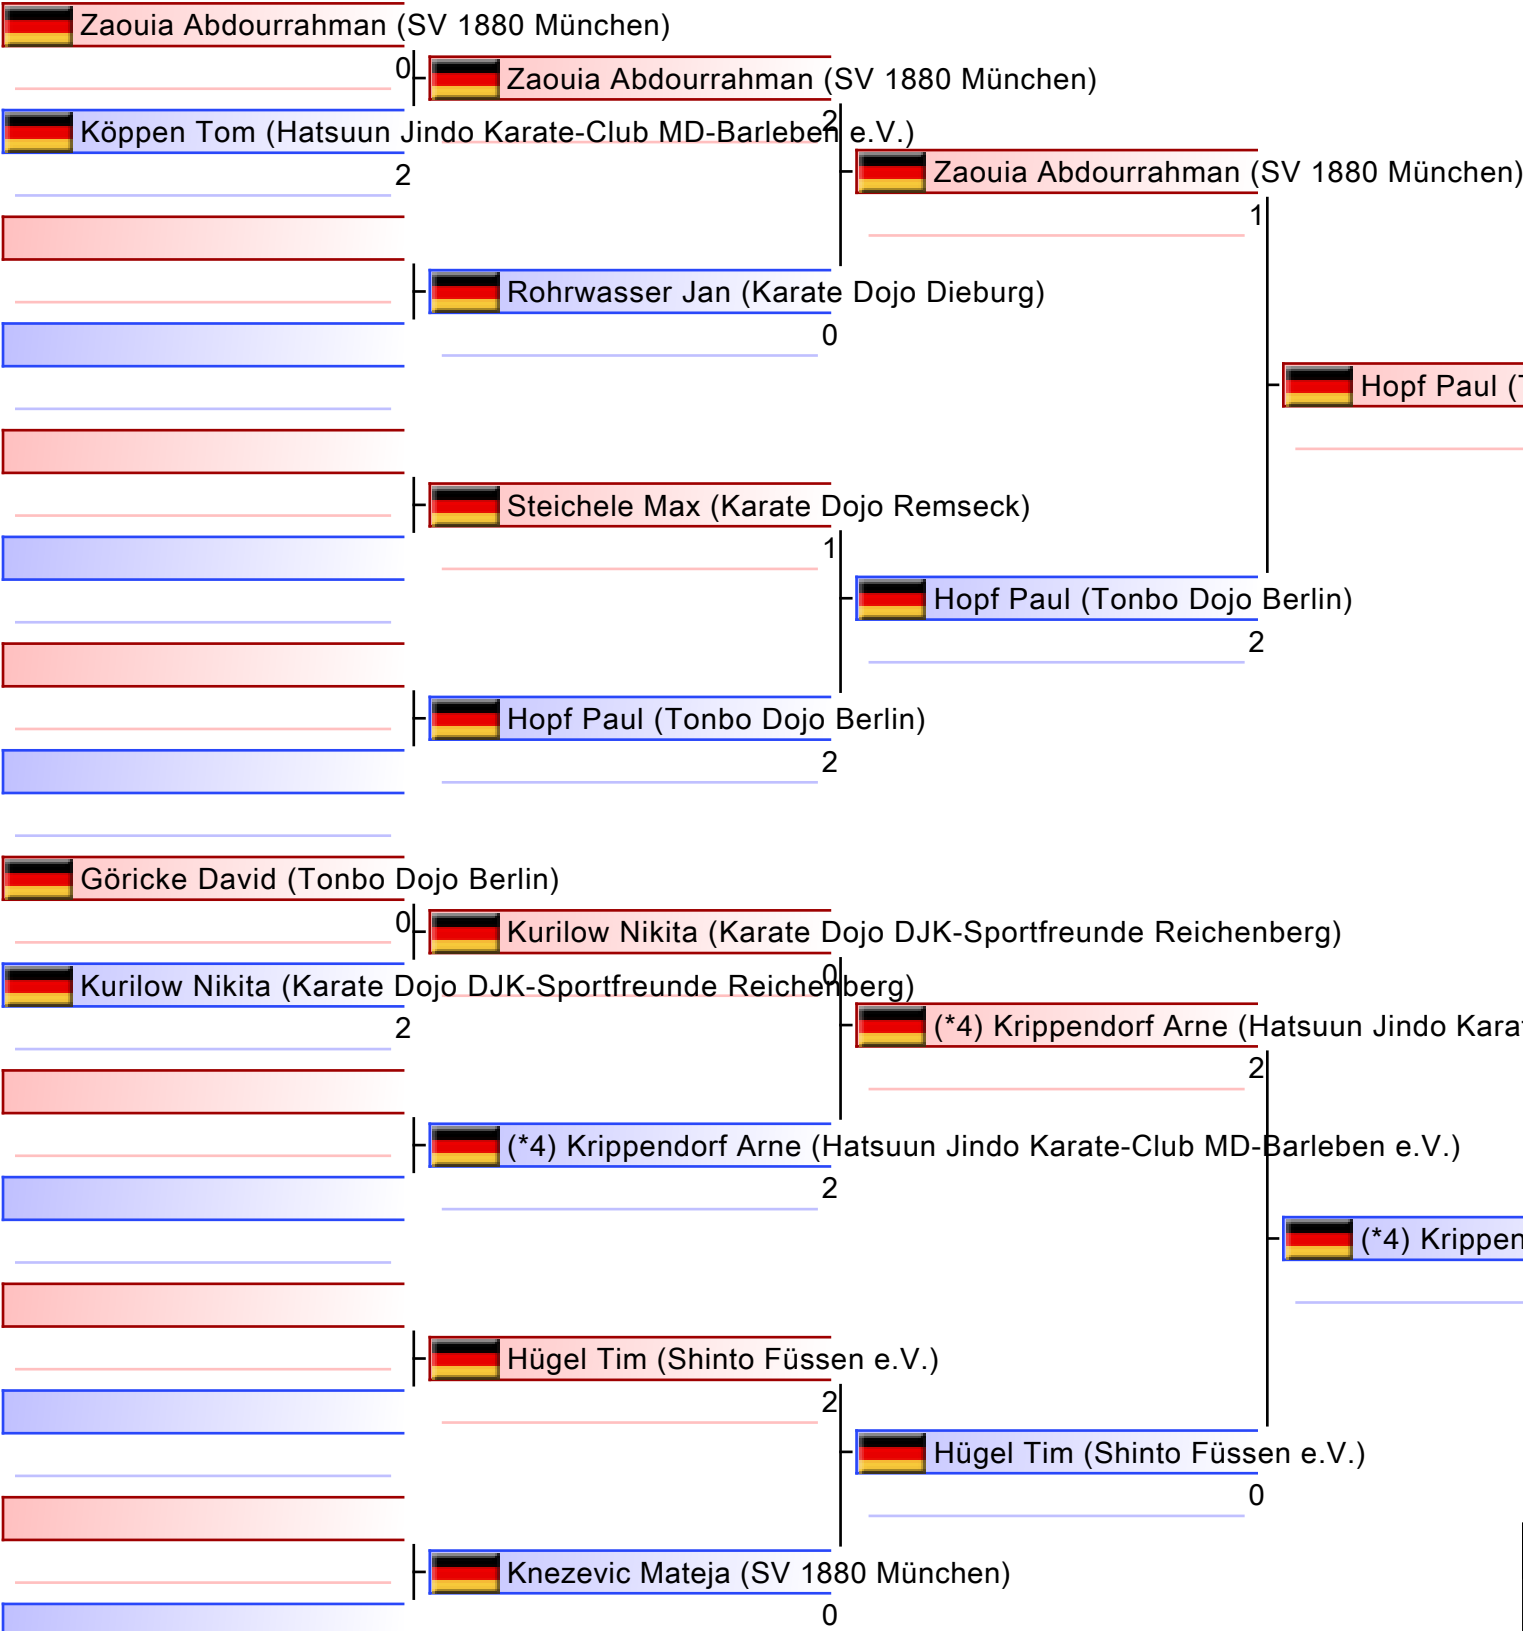 Zaouia Abdourrahman (SV 1880 München)
0
Köppen Tom (Hatsuun Jindo Karate-Club MD-Barleben e.V.)
2
Göricke David (Tonbo Dojo Berlin)
0
Kurilow Nikita (Karate Dojo DJK-Sportfreunde Reichenberg)
2
Zaouia Abdourrahman (SV 1880 München)
2
Rohrwasser Jan (Karate Dojo Dieburg)
0
Steichele Max (Karate Dojo Remseck)
1
Hopf Paul (Tonbo Dojo Berlin)
2
Kurilow Nikita (Karate Dojo DJK-Sportfreunde Reichenberg)
0
(*4) Krippendorf Arne (Hatsuun Jindo Karate-Club MD-Barleben e.V.)
2
Hügel Tim (Shinto Füssen e.V.)
2
Knezevic Mateja (SV 1880 München)
0
Zaouia Abdourrahman (SV 1880 München)
1
Hopf Paul (Tonbo Dojo Berlin)
2
(*4) Krippendorf Arne (Hatsuun Jindo Kara
2
Hügel Tim (Shinto Füssen e.V.)
0
Hopf Paul (
(*4) Krippen